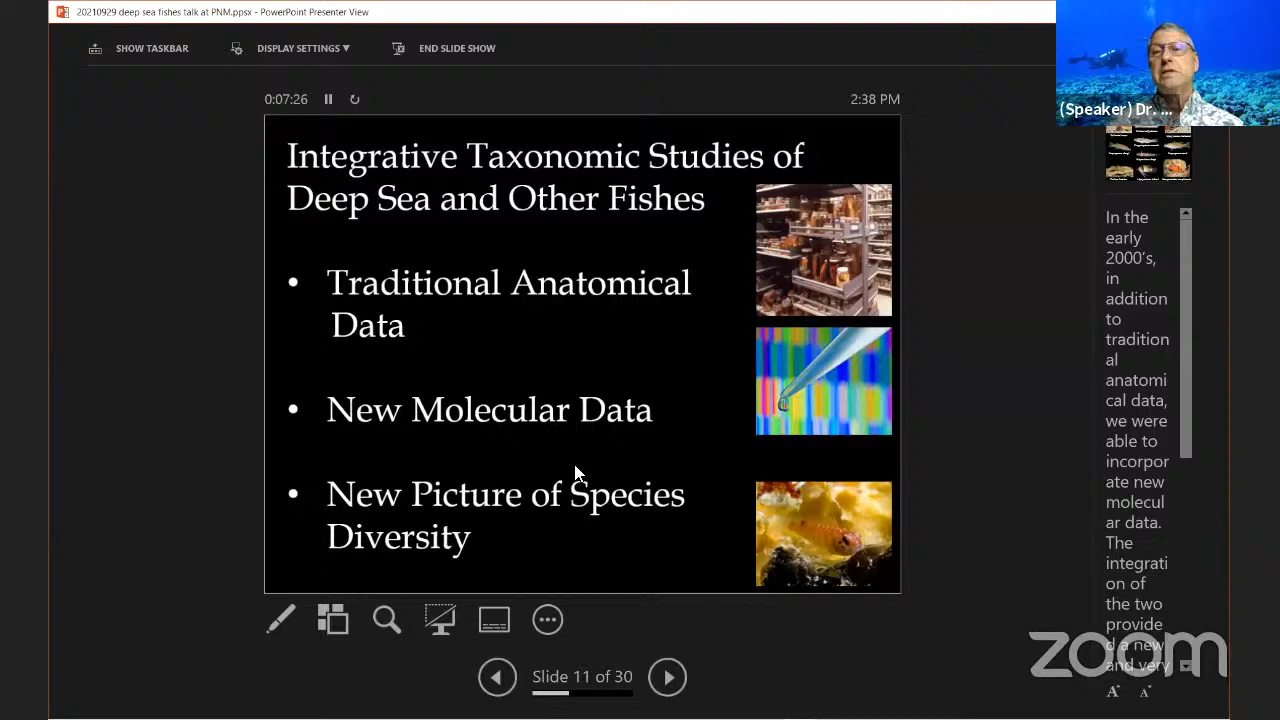 20210929 deep sea fishes talk at PNM.ppsx - PowerPoint Presenter View
SHOW TASKBAR
DISPLAY SETTINGS ▼
END SLIDE SHOW
(Speaker) Dr. ...
0:07:26
2:38 PM
Integrative Taxonomic Studies of
Deep Sea and Other Fishes
• Traditional Anatomical
Data
• New Molecular Data
• New Picture of Species
Diversity
In the
early
2000's,
in
addition
to
tradition
al
anatomi
cal data,
we were
able to
incorpor
ate new
molecul
ar data.
The
integrati
on of
the two
provide
d a new
and very
zoom
Slide 11 of 30
A
A